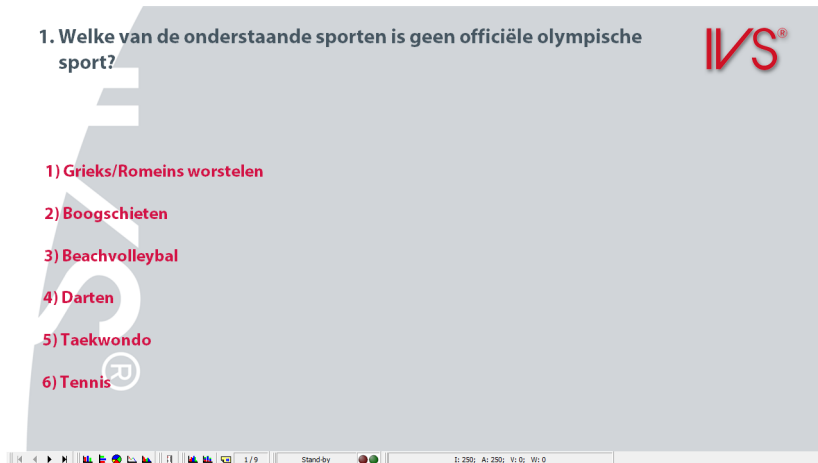 1. Welke van de onderstaande sporten is geen officiële olympische
sport?
IVS®
1) Grieks/Romeins worstelen
2) Boogschieten
3) Beachvolleybal
4) Darten
5) Taekwondo
6) Tennis
IVS®
1 / 9 Stand-by I: 250; A: 250; V: 0; W: 0